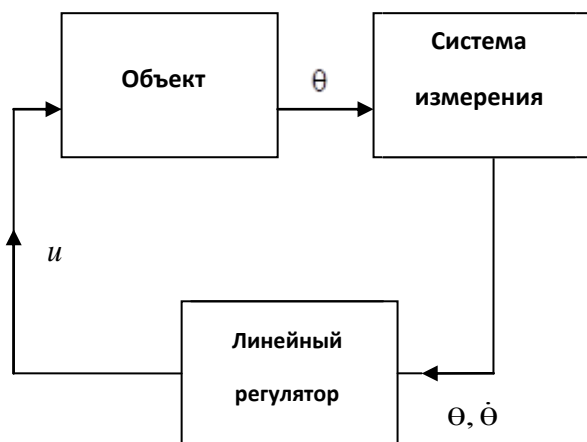 Объект
θ
Система
измерения
u
Линейный
регулятор
Θ, Θ̇